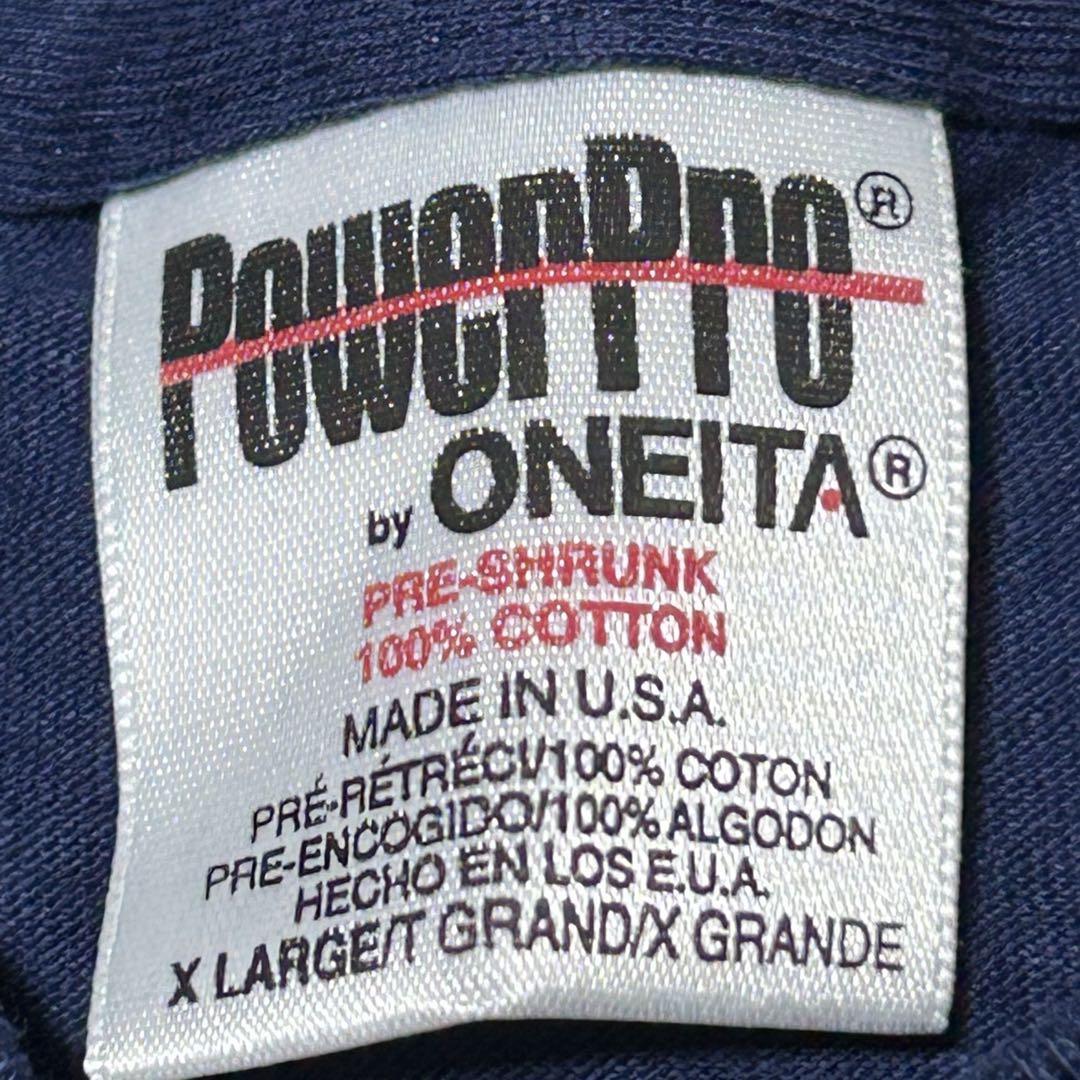 PowerPro®
by ONEITA®
PRE-SHRUNK
100% COTTON
MADE IN U.S.A.
PRÉ-RÉTRÉCI/100% COTON
PRE-ENCOGIDO/100% ALGODON
HECHO EN LOS E.U.A.
X LARGE/T GRAND/X GRANDE